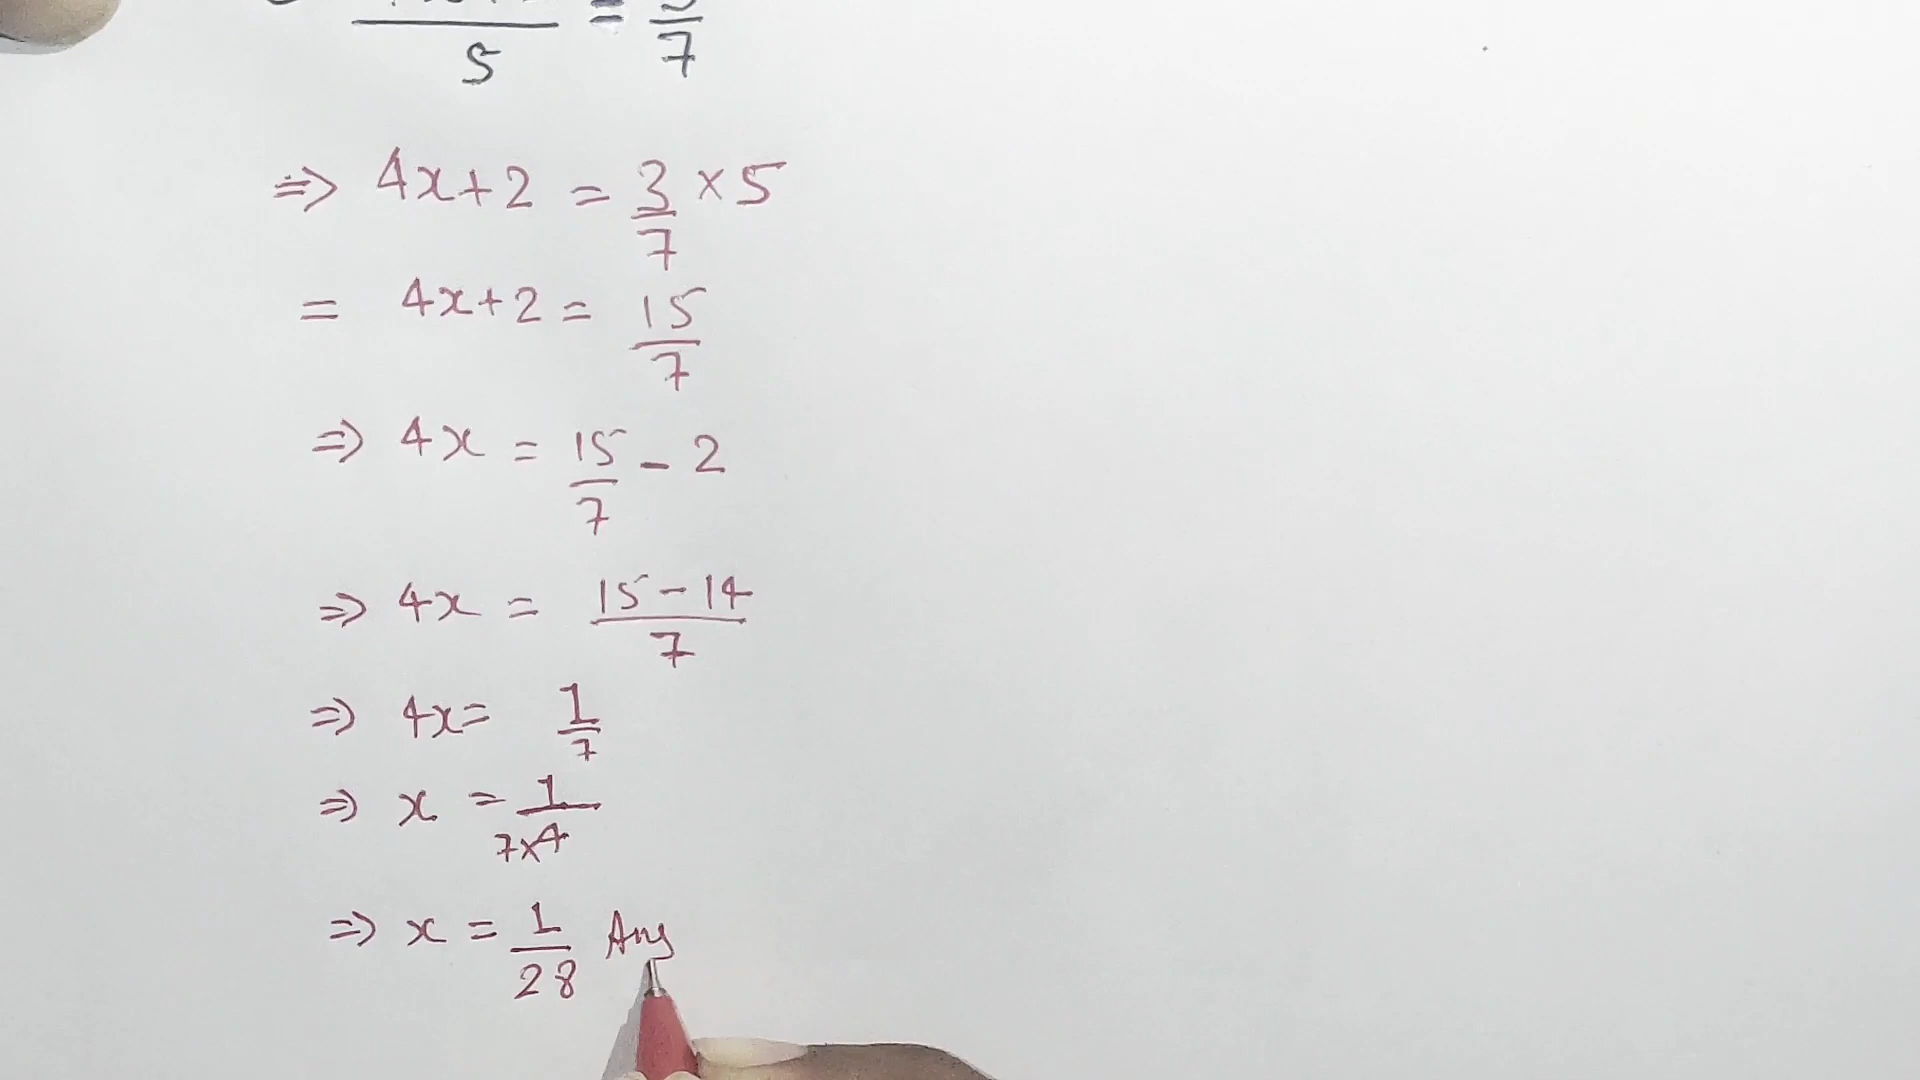 5 = 7
⇒ 4x+2 = 3/7 × 5
= 4x+2 = 15/7
⇒ 4x = 15/7 - 2
⇒ 4x = 15-14/7
⇒ 4x = 1/7
⇒ x = 1/7×4
⇒ x = 1/28 Ans